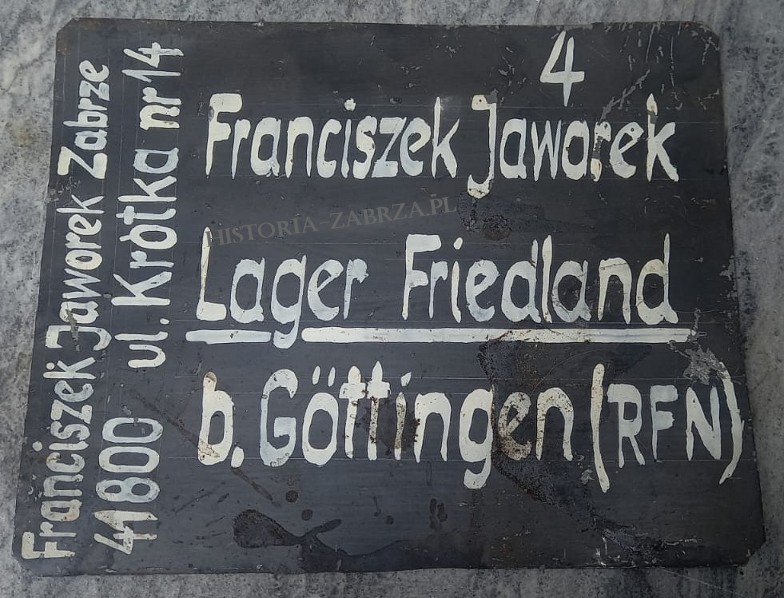 4
Franciszek Jaworek
Lager Friedland
b. Göttingen (RFN)
Franciszek Jaworek Zabrze
41800 ul. Krótka nr 14
HISTORIA-ZABRZA.PL